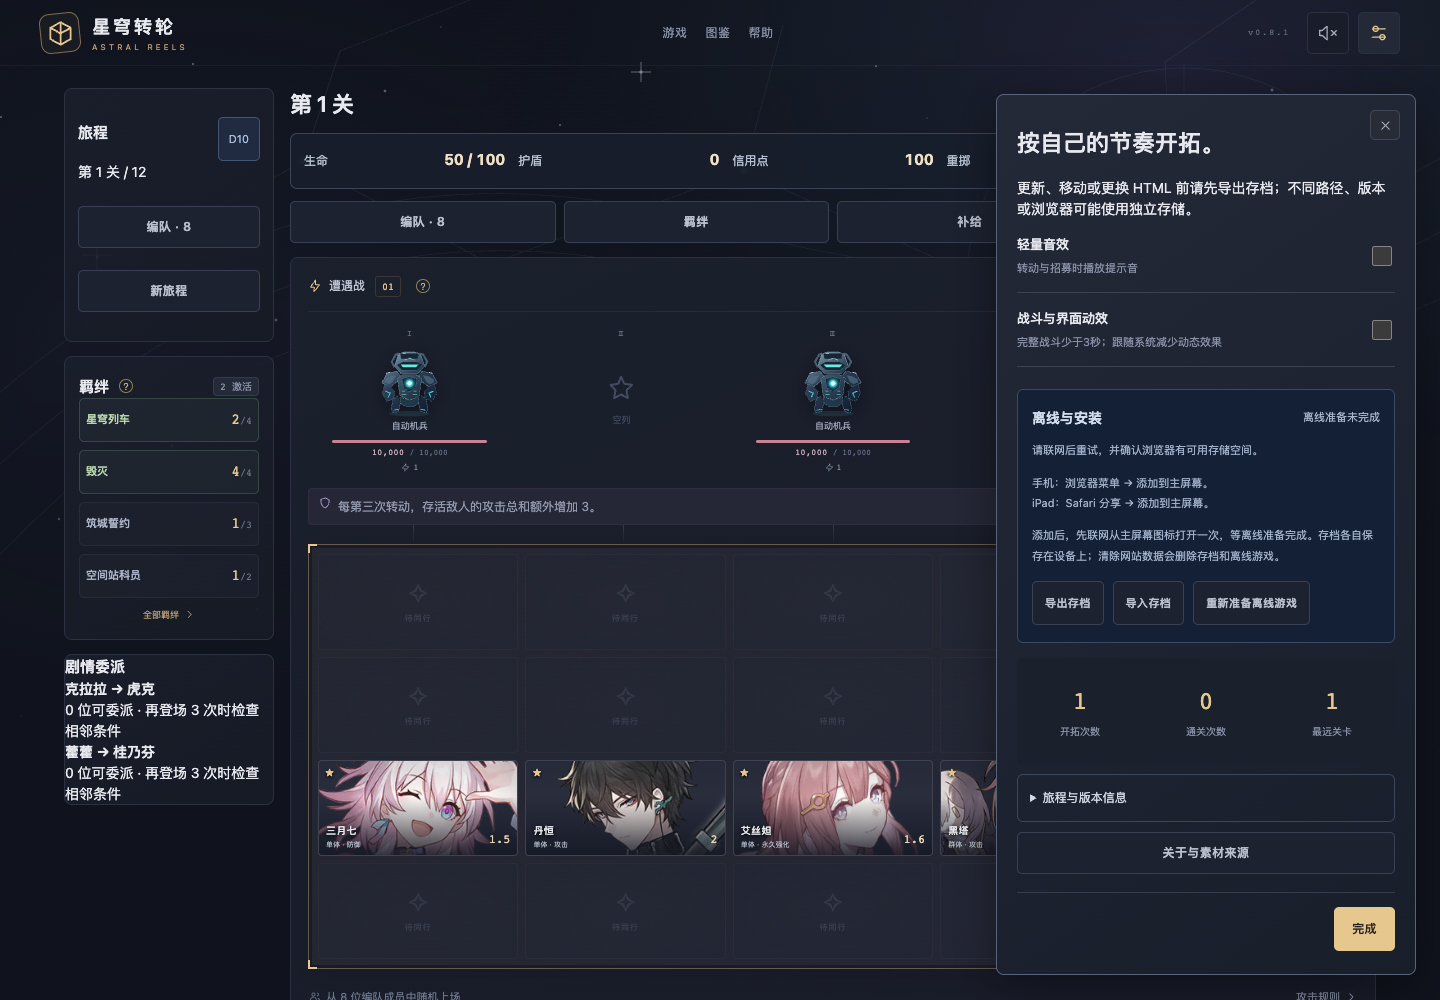 星穹转轮
ASTRAL REELS
游戏 图鉴 帮助
v0.8.1
旅程
D10
第 1 关 / 12
编队 · 8
新旅程
羁绊 ? 2 激活
星穹列车 2/4
毁灭 4/4
筑城誓约 1/3
空间站科员 1/2
全部羁绊
剧情委派
克拉拉 → 虎克
0 位可委派 · 再登场 3 次时检查
相邻条件
藿藿 → 桂乃芬
0 位可委派 · 再登场 3 次时检查
相邻条件
第 1 关
生命 50 / 100 护盾 0 信用点 100 重掷
编队 · 8 羁绊 补给
遭遇战 01 ?
I II III
自动机兵 空列 自动机兵
10,000 / 10,000 10,000 / 10,000
1 1
每第三次转动，存活敌人的攻击总和额外增加 3。
待同行 待同行 待同行
待同行 待同行 待同行
三月七 丹恒 艾丝妲 黑塔
单体 · 防御 1.5 单体 · 攻击 2 单体 · 永久强化 1.6 群体 · 攻击
待同行 待同行 待同行
从 8 位编队成员中随机上场 攻击规则
按自己的节奏开拓。
更新、移动或更换 HTML 前请先导出存档；不同路径、版本
或浏览器可能使用独立存储。
轻量音效
转动与招募时播放提示音
战斗与界面动效
完整战斗少于3秒；跟随系统减少动态效果
离线与安装 离线准备未完成
请联网后重试，并确认浏览器有可用存储空间。
手机：浏览器菜单 → 添加到主屏幕。
iPad：Safari 分享 → 添加到主屏幕。
添加后，先联网从主屏幕图标打开一次，等离线准备完成。存档各自保
存在设备上；清除网站数据会删除存档和离线游戏。
导出存档 导入存档 重新准备离线游戏
1 0 1
开拓次数 通关次数 最远关卡
旅程与版本信息
关于与素材来源
完成